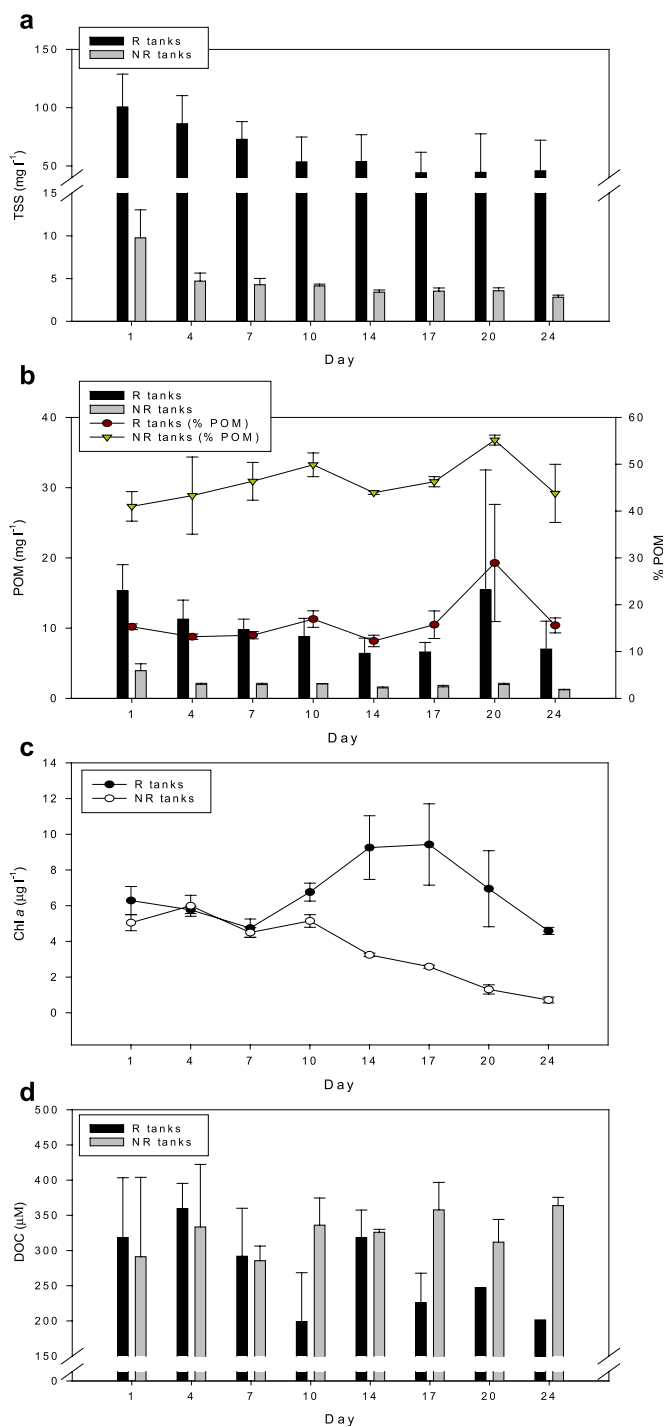 a
R tanks
NR tanks
150
100
50
15
10
5
0
TSS (mg l-1)
1 4 7 10 14 17 20 24
Day
b
R tanks
NR tanks
R tanks (% POM)
NR tanks (% POM)
40
30
20
10
0
POM (mg l-1)
60
50
40
30
20
10
0
% POM
1 4 7 10 14 17 20 24
Day
c
R tanks
NR tanks
14
12
10
8
6
4
2
0
Chl a (µg l-1)
1 4 7 10 14 17 20 24
Day
d
R tanks
NR tanks
500
450
400
350
300
250
200
150
0
DOC (µM)
1 4 7 10 14 17 20 24
Day